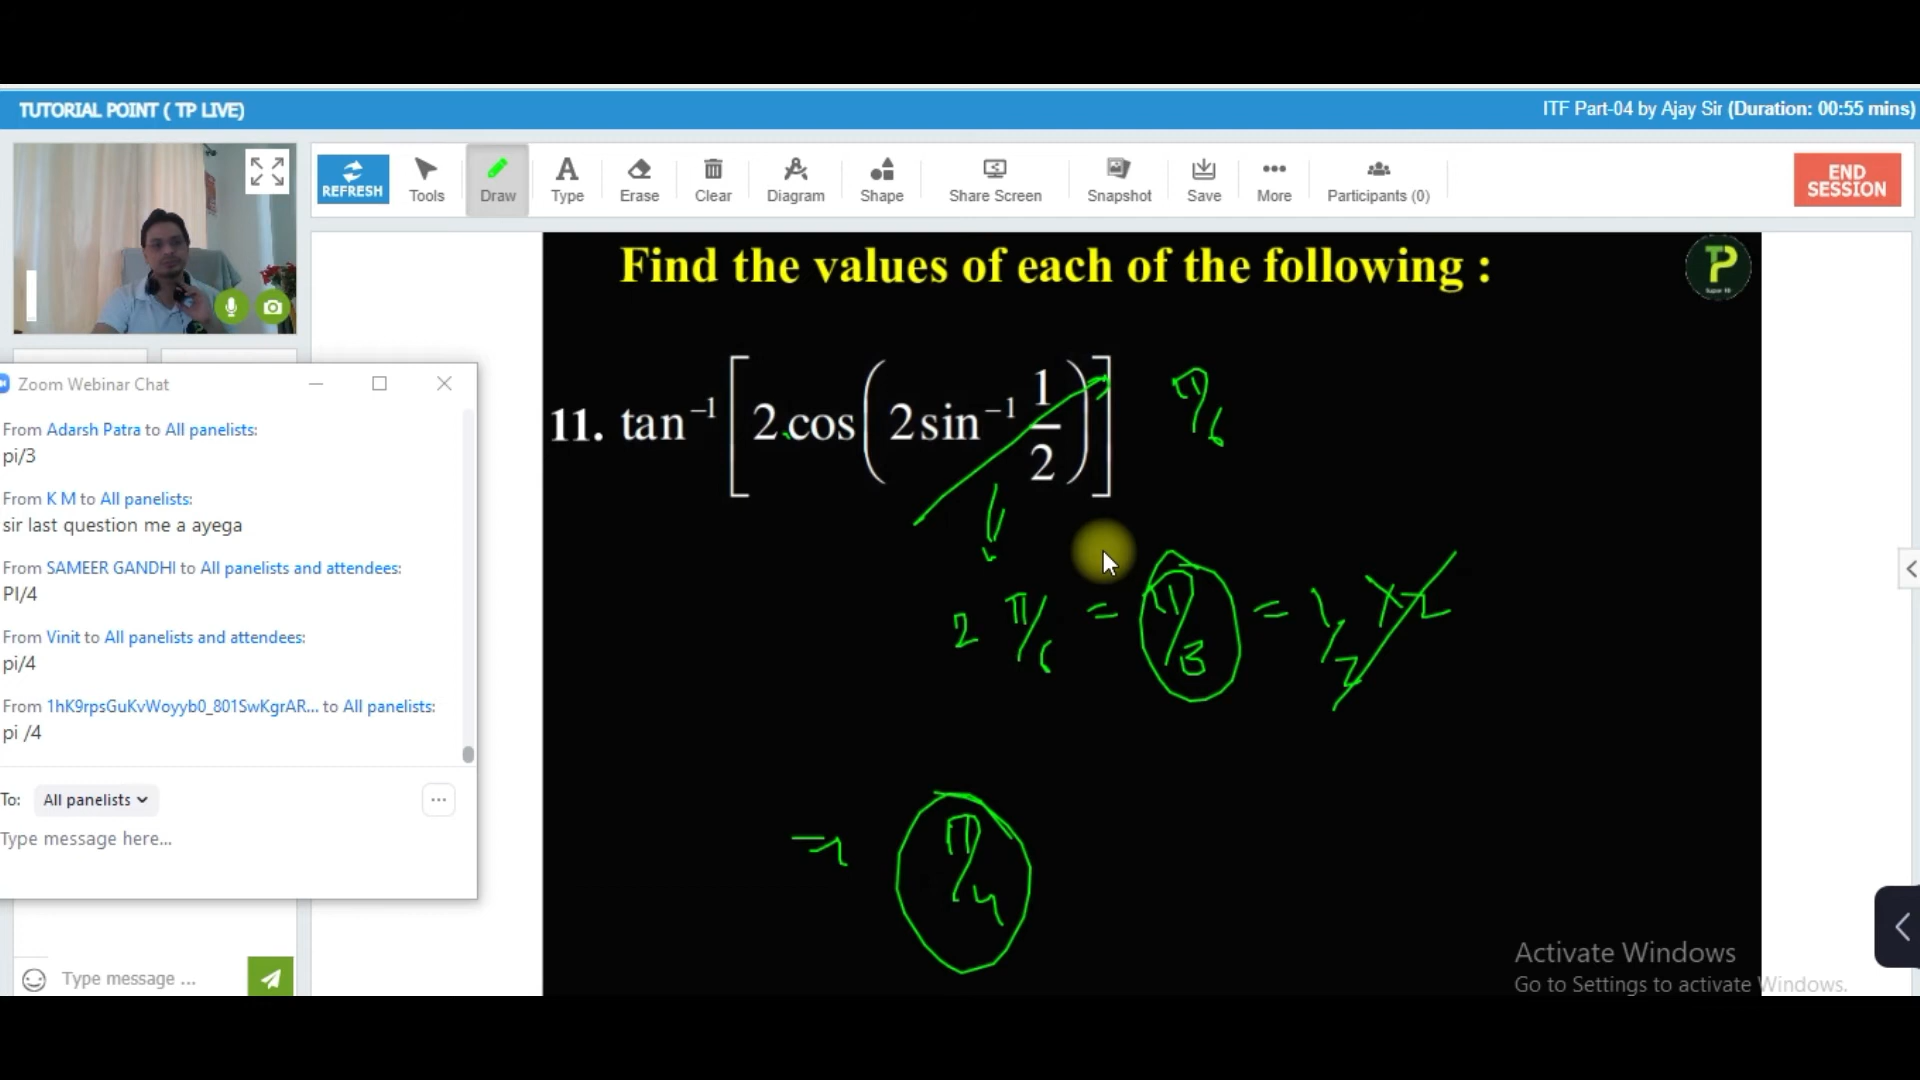 TUTORIAL POINT ( TP LIVE)
ITF Part-04 by Ajay Sir (Duration: 00:55 mins)
REFRESH
Tools
Draw
Type
Erase
Clear
Diagram
Shape
Share Screen
Snapshot
Save
More
Participants (0)
END SESSION
Find the values of each of the following :
11. tan⁻¹ [ 2 cos ( 2 sin⁻¹ 1/2 ) ]
π/6
2 π/6 = π/3 = 1/2 × 2
= π/4
Zoom Webinar Chat
From Adarsh Patra to All panelists:
pi/3
From K M to All panelists:
sir last question me a ayega
From SAMEER GANDHI to All panelists and attendees:
PI/4
From Vinit to All panelists and attendees:
pi/4
From 1hK9rpsGuKvWoyyb0_801SwKgrAR... to All panelists:
pi /4
To: All panelists
Type message here...
Type message ...
Activate Windows
Go to Settings to activate Windows.